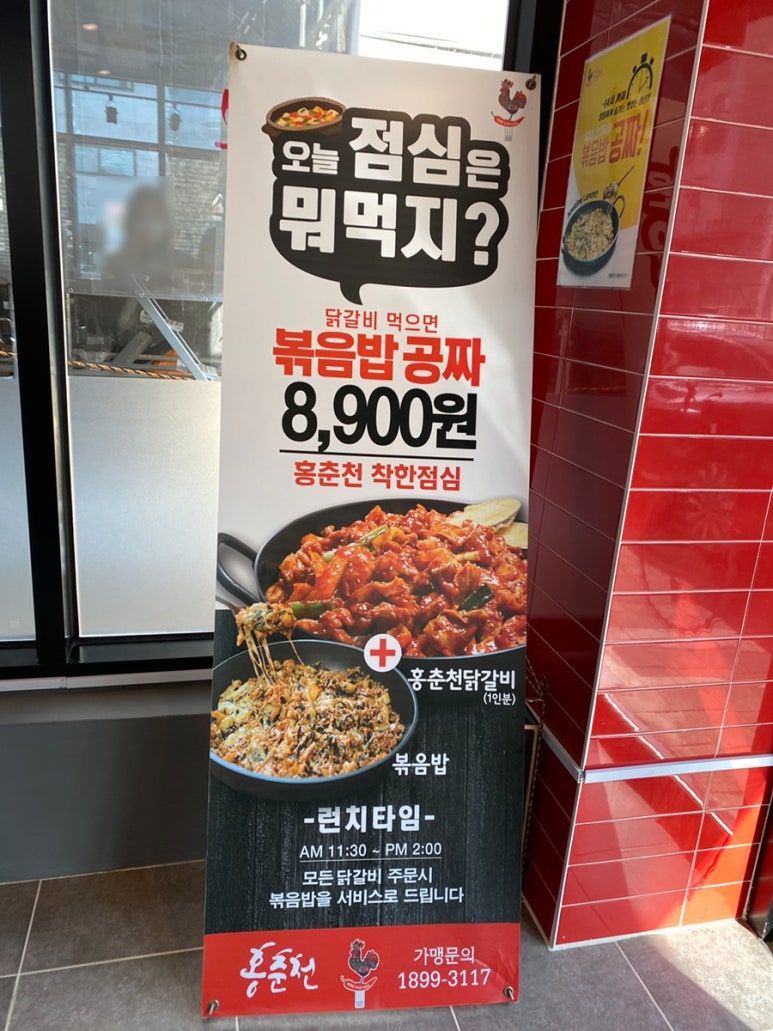 오늘 점심은
뭐먹지?
닭갈비 먹으면
볶음밥 공짜
8,900원
홍춘천 착한점심
+
홍춘천닭갈비
(1인분)
볶음밥
-런치타임-
AM 11:30 ~ PM 2:00
모든 닭갈비 주문시
볶음밥을 서비스로 드립니다
홍춘천
가맹문의
1899-3117
볶음밥 공짜!